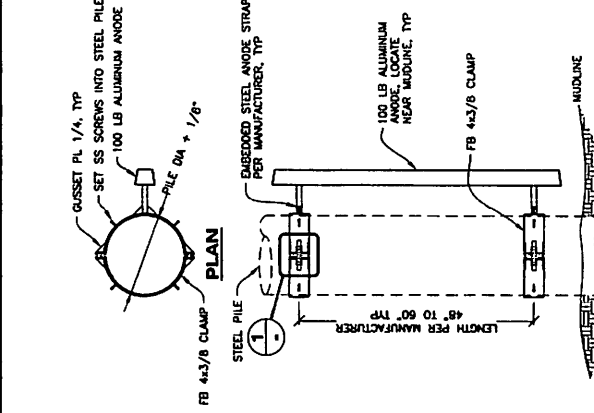 GUSSET PL 1/4, TYP
SET SS SCREWS INTO STEEL PILE
100 LB ALUMINUM ANODE
PILE DIA + 1/8"
FB 4x3/8 CLAMP
PLAN
STEEL PILE
1
-
EMBEDDED STEEL ANODE STRAP
PER MANUFACTURER, TYP
100 LB ALUMINUM
ANODE, LOCATE
NEAR MUDLINE, TYP
FB 4x3/8 CLAMP
LENGTH PER MANUFACTURER
48" TO 60" TYP
MUDLINE